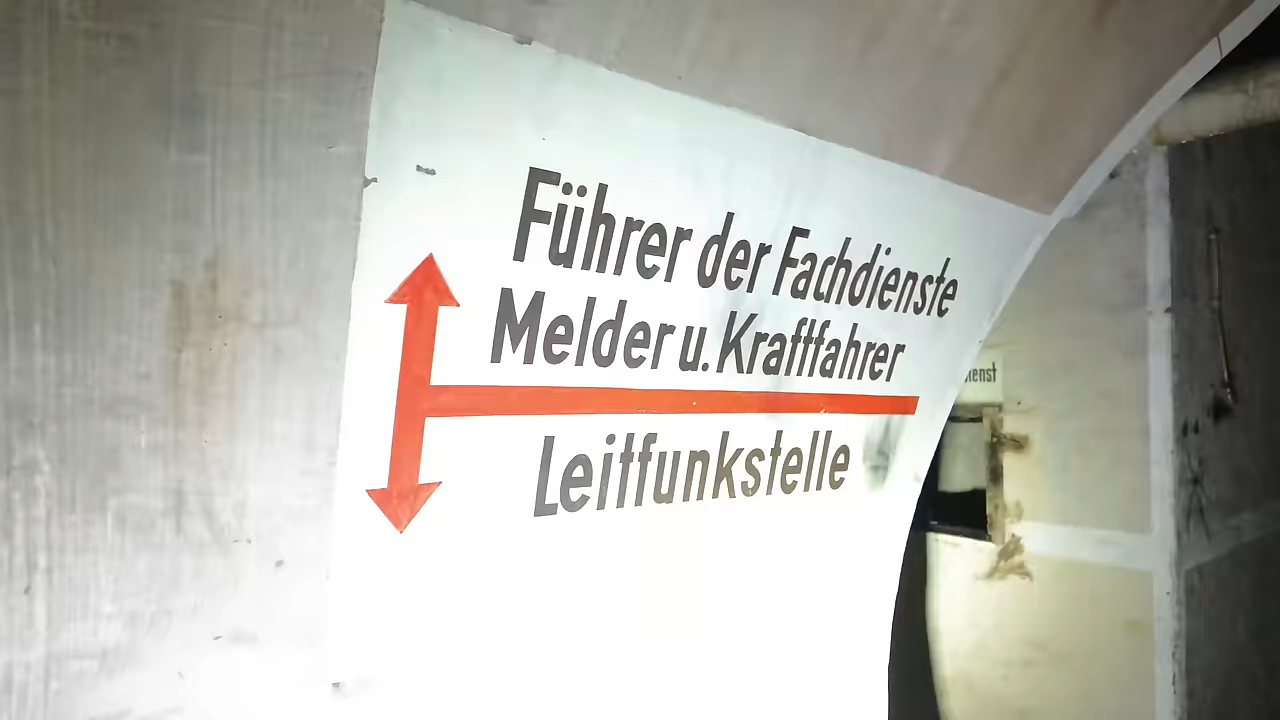 Führer der Fachdienste
Melder u. Kraftfahrer
Leitfunkstelle